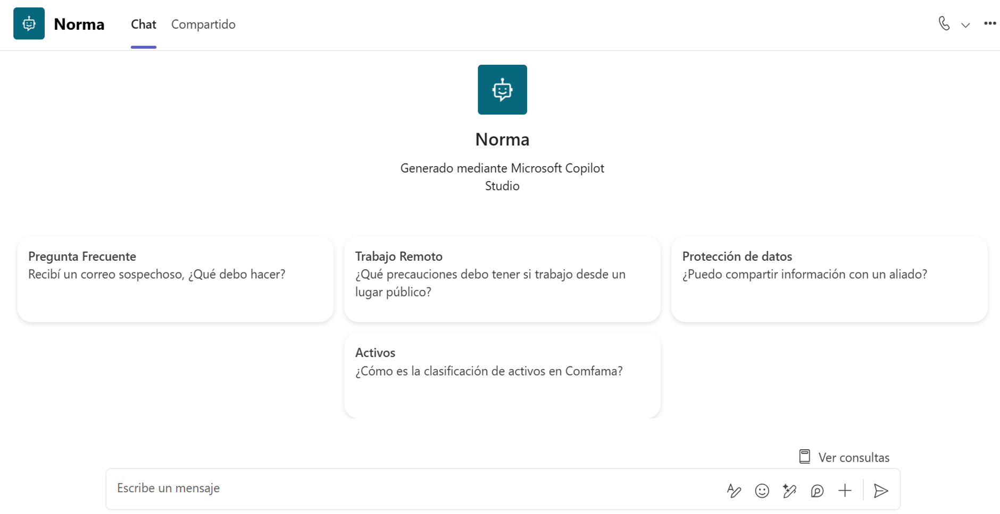 Norma
Chat
Compartido
Norma
Generado mediante Microsoft Copilot
Studio
Pregunta Frecuente
Recibí un correo sospechoso, ¿Qué debo hacer?
Trabajo Remoto
¿Qué precauciones debo tener si trabajo desde un
lugar público?
Protección de datos
¿Puedo compartir información con un aliado?
Activos
¿Cómo es la clasificación de activos en Comfama?
Ver consultas
Escribe un mensaje